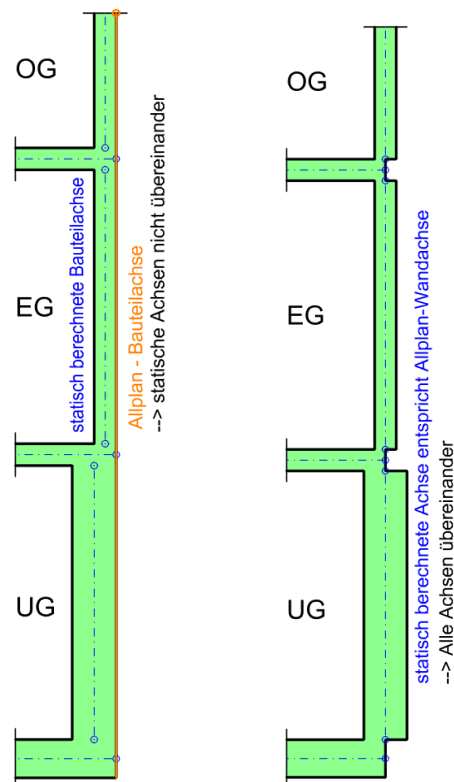 OG
EG
UG
statisch berechnete Bauteilachse
Allplan - Bauteilachse
--> statische Achsen nicht übereinander
OG
EG
UG
statisch berechnete Achse entspricht Allplan-Wandachse
--> Alle Achsen übereinander